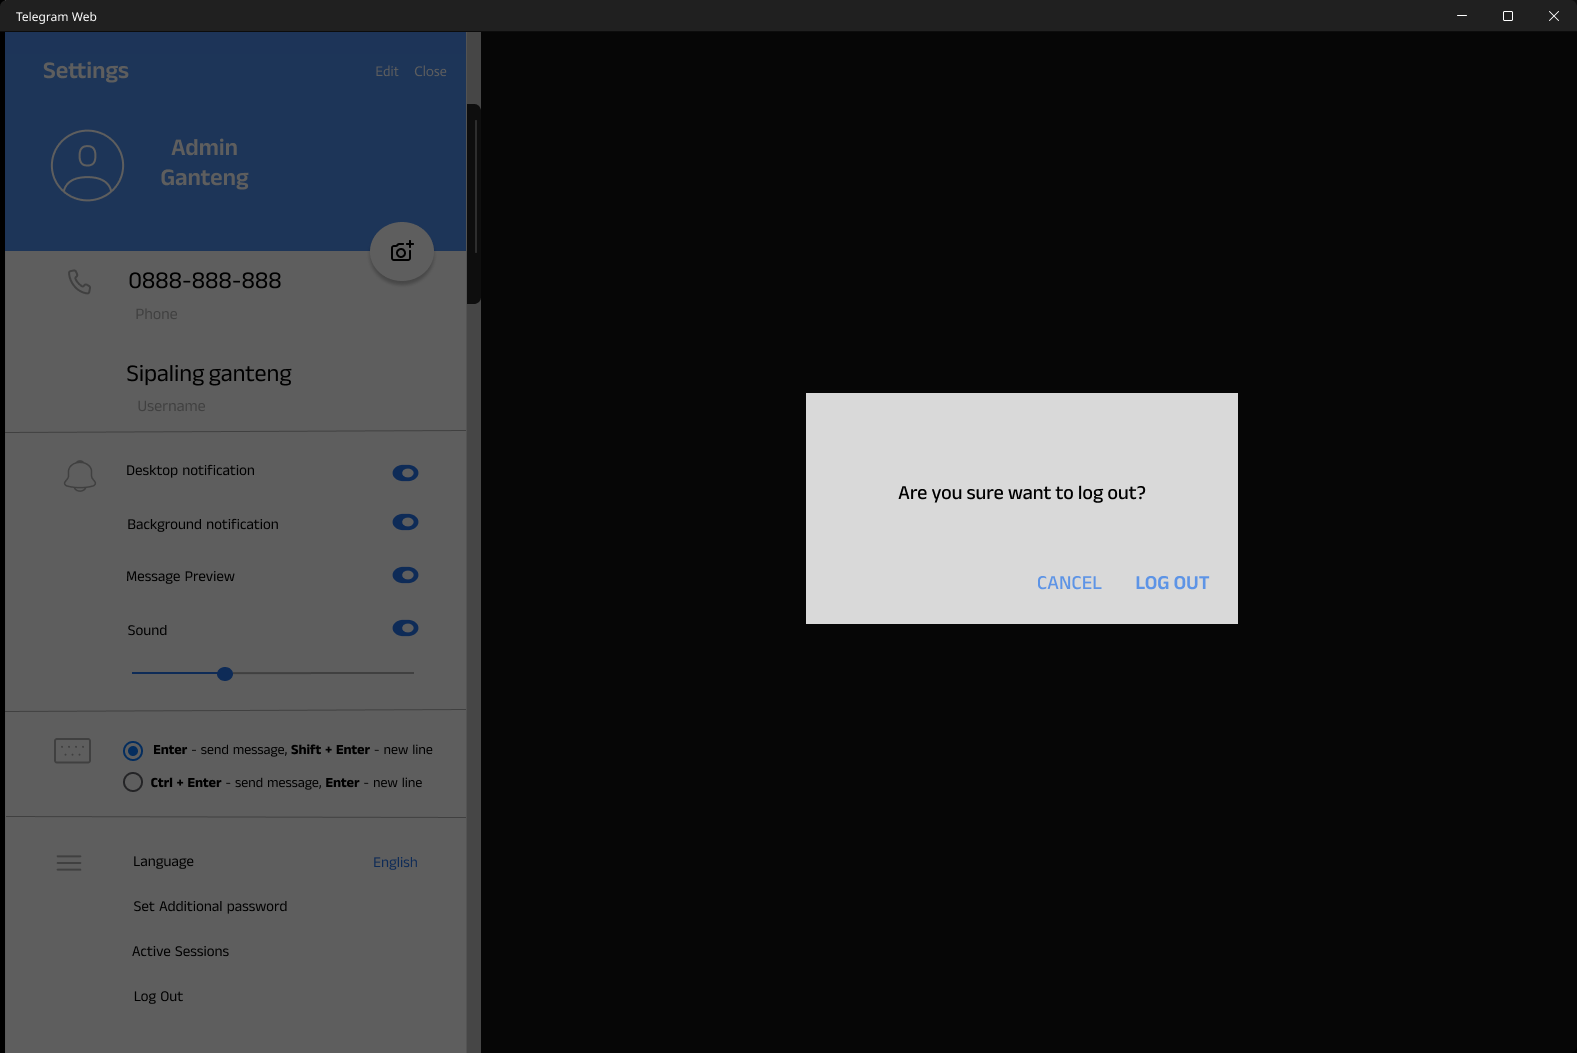 Telegram Web
Settings
Edit Close
Admin
Ganteng
0888-888-888
Phone
Sipaling ganteng
Username
Desktop notification
Background notification
Message Preview
Sound
Enter - send message, Shift + Enter - new line
Ctrl + Enter - send message, Enter - new line
Language English
Set Additional password
Active Sessions
Log Out
Are you sure want to log out?
CANCEL LOG OUT